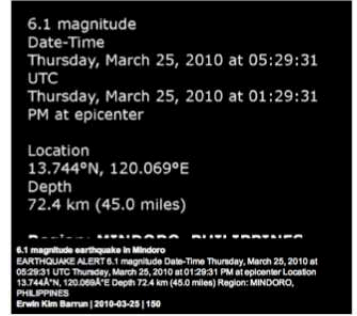 6.1 magnitude
Date-Time
Thursday, March 25, 2010 at 05:29:31
UTC
Thursday, March 25, 2010 at 01:29:31
PM at epicenter
Location
13.744°N, 120.069°E
Depth
72.4 km (45.0 miles)
Region: MINDORO, PHILIPPINES
6.1 magnitude earthquake in Mindoro
EARTHQUAKE ALERT 6.1 magnitude Date-Time Thursday, March 25, 2010 at
05:29:31 UTC Thursday, March 25, 2010 at 01:29:31 PM at epicenter Location
13.744Â°N, 120.069Â°E Depth 72.4 km (45.0 miles) Region: MINDORO,
PHILIPPINES
Erwin Kim Barrun | 2010-03-25 | 150